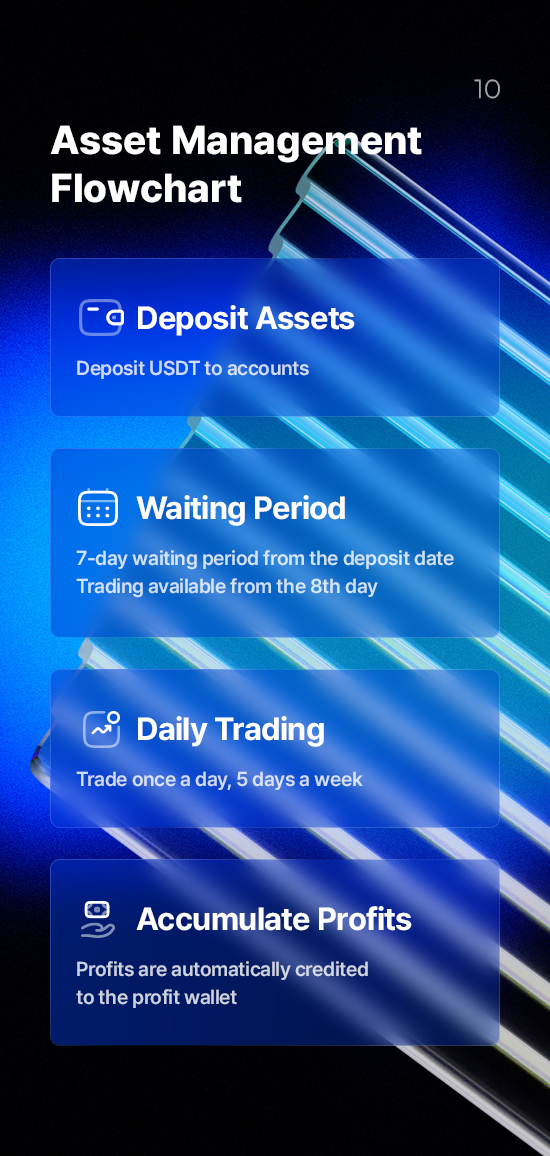 10
Asset Management
Flowchart
Deposit Assets
Deposit USDT to accounts
Waiting Period
7-day waiting period from the deposit date
Trading available from the 8th day
Daily Trading
Trade once a day, 5 days a week
Accumulate Profits
Profits are automatically credited
to the profit wallet